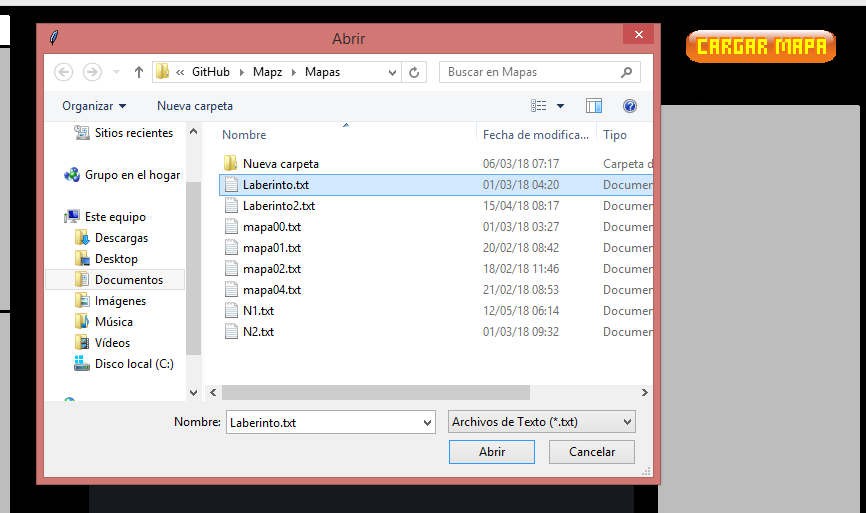 Abrir
CARGAR MAPA
« GitHub Mapz Mapas
Buscar en Mapas
Organizar Nueva carpeta
Sitios recientes
Grupo en el hogar
Este equipo
Descargas
Desktop
Documentos
Imágenes
Música
Vídeos
Disco local (C:)
Nombre Fecha de modifica... Tipo
Nueva carpeta 06/03/18 07:17 Carpeta d
Laberinto.txt 01/03/18 04:20 Documen
Laberinto2.txt 15/04/18 08:17 Documen
mapa00.txt 01/03/18 03:27 Documen
mapa01.txt 20/02/18 08:42 Documen
mapa02.txt 18/02/18 11:46 Documen
mapa04.txt 21/02/18 08:53 Documen
N1.txt 12/05/18 06:14 Documen
N2.txt 01/03/18 09:32 Documen
Nombre: Laberinto.txt Archivos de Texto (*.txt)
Abrir Cancelar